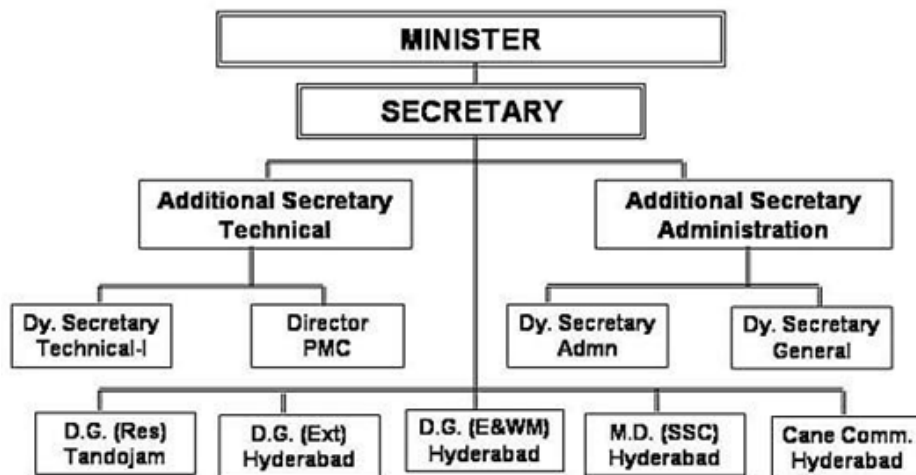 MINISTER
SECRETARY
Additional Secretary
Technical
Additional Secretary
Administration
Dy. Secretary
Technical-I
Director
PMC
Dy. Secretary
Admn
Dy. Secretary
General
D.G. (Res)
Tandojam
D.G. (Ext)
Hyderabad
D.G. (E&WM)
Hyderabad
M.D. (SSC)
Hyderabad
Cane Comm.
Hyderabad